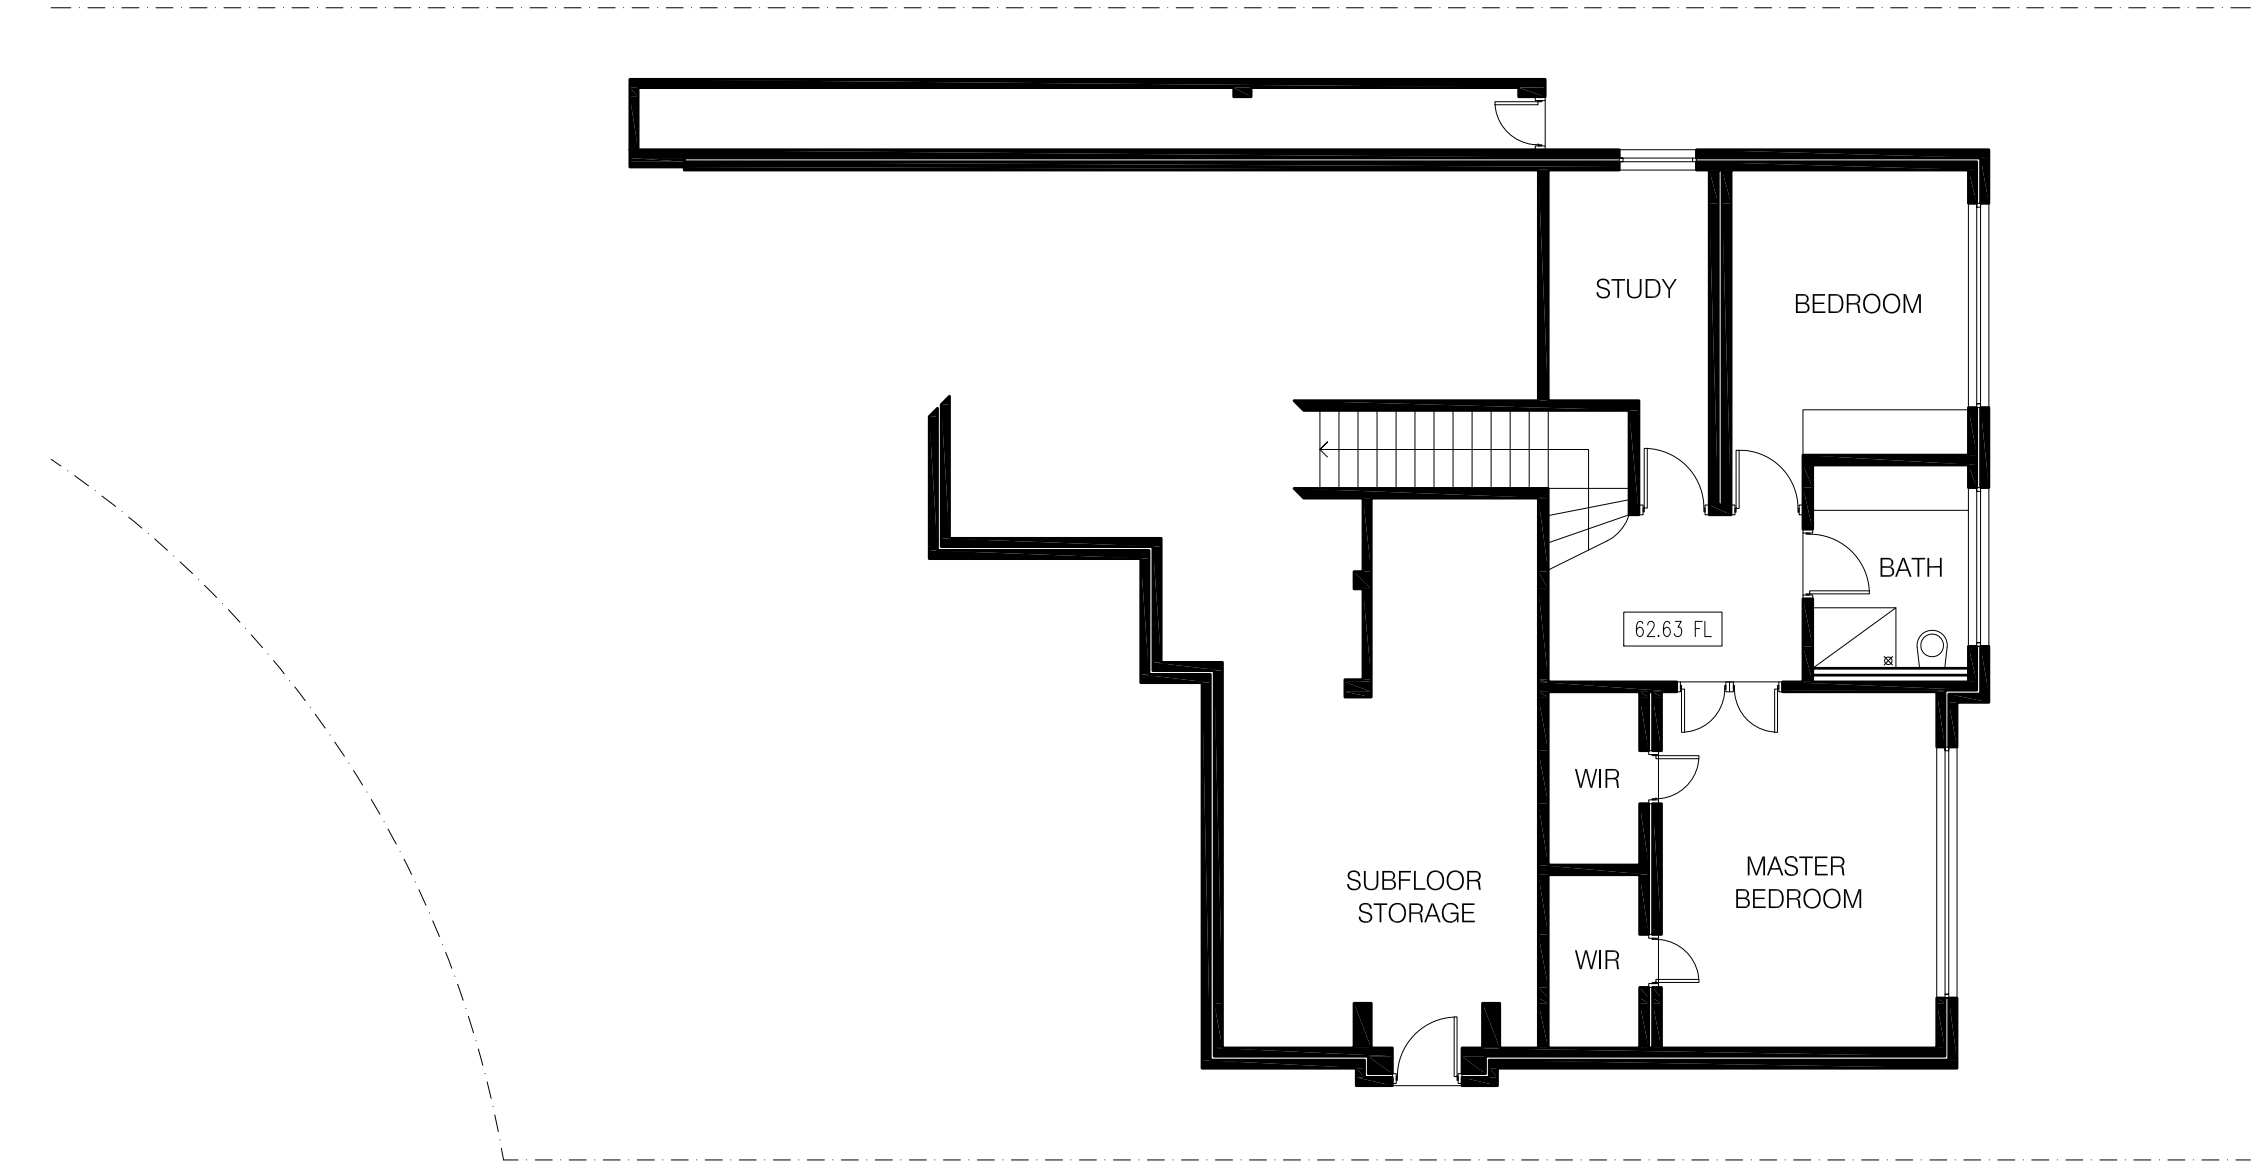 STUDY
BEDROOM
BATH
62.63 FL
WIR
MASTER
BEDROOM
SUBFLOOR
STORAGE
WIR